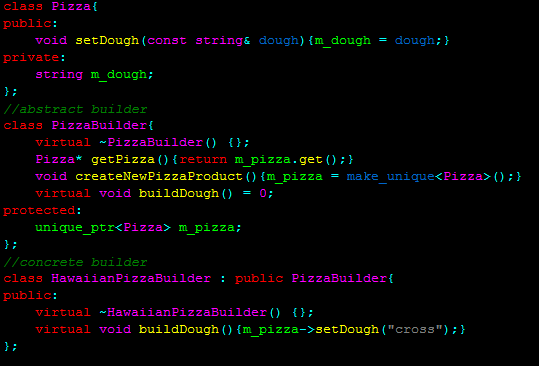 class Pizza{
public:
    void setDough(const string& dough){m_dough = dough;}
private:
    string m_dough;
};
//abstract builder
class PizzaBuilder{
    virtual ~PizzaBuilder() {};
    Pizza* getPizza(){return m_pizza.get();}
    void createNewPizzaProduct(){m_pizza = make_unique<Pizza>();}
    virtual void buildDough() = 0;
protected:
    unique_ptr<Pizza> m_pizza;
};
//concrete builder
class HawaiianPizzaBuilder : public PizzaBuilder{
public:
    virtual ~HawaiianPizzaBuilder() {};
    virtual void buildDough(){m_pizza->setDough("cross");}
};